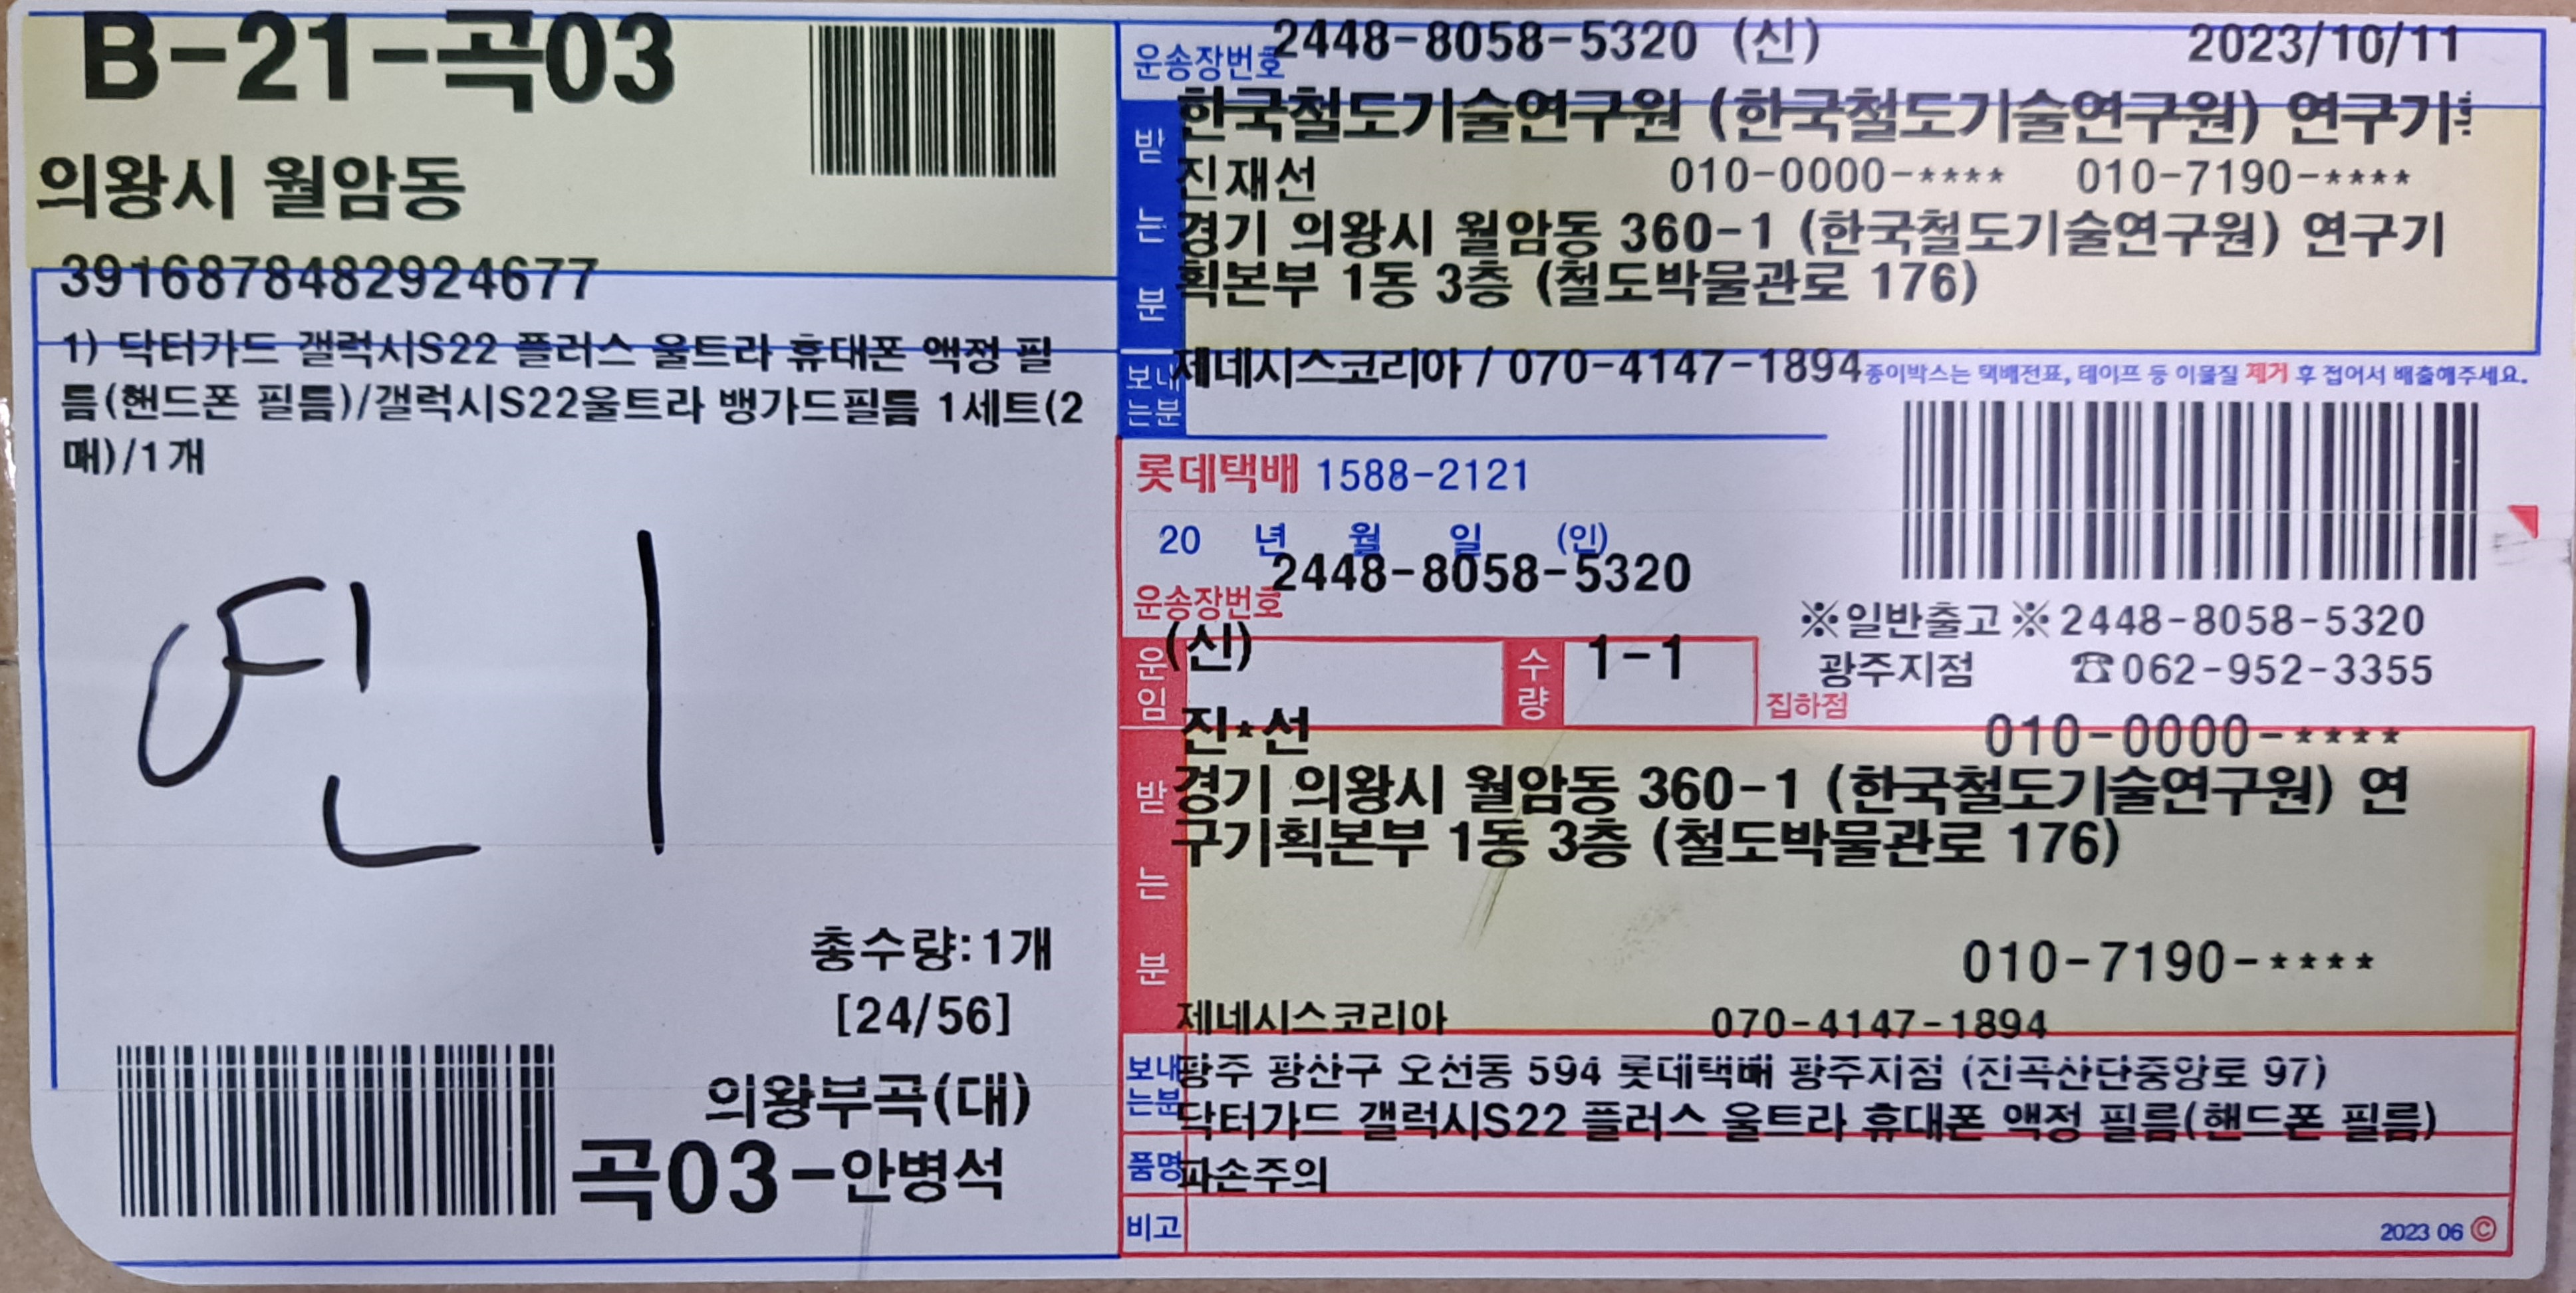 B-21-곡03
의왕시 월암동
3916878482924677
1) 닥터가드 갤럭시S22 플러스 울트라 휴대폰 액정 필
름(핸드폰 필름)/갤럭시S22울트라 뱅가드필름 1세트(2
매)/1개
연 1
총수량:1개
[24/56]
의왕부곡(대)
곡03-안병석
운송장번호 2448-8058-5320 (신) 2023/10/11
받는분
한국철도기술연구원 (한국철도기술연구원) 연구기
진재선 010-0000-**** 010-7190-****
경기 의왕시 월암동 360-1 (한국철도기술연구원) 연구기
획본부 1동 3층 (철도박물관로 176)
보내는분 제네시스코리아 / 070-4147-1894 종이박스는 택배전표, 테이프 등 이물질 제거 후 접어서 배출해주세요.
롯데택배 1588-2121
20 년 월 일 (인)
운송장번호 2448-8058-5320
(신)
운임 수량 1-1
※일반출고※2448-8058-5320
광주지점 ☎062-952-3355
집하점
받는분
진*선 010-0000-****
경기 의왕시 월암동 360-1 (한국철도기술연구원) 연
구기획본부 1동 3층 (철도박물관로 176)
010-7190-****
제네시스코리아 070-4147-1894
보내는분 광주 광산구 오선동 594 롯데택배 광주지점 (진곡산단중앙로 97)
닥터가드 갤럭시S22 플러스 울트라 휴대폰 액정 필름(핸드폰 필름)
품명 파손주의
비고
2023 06 ©